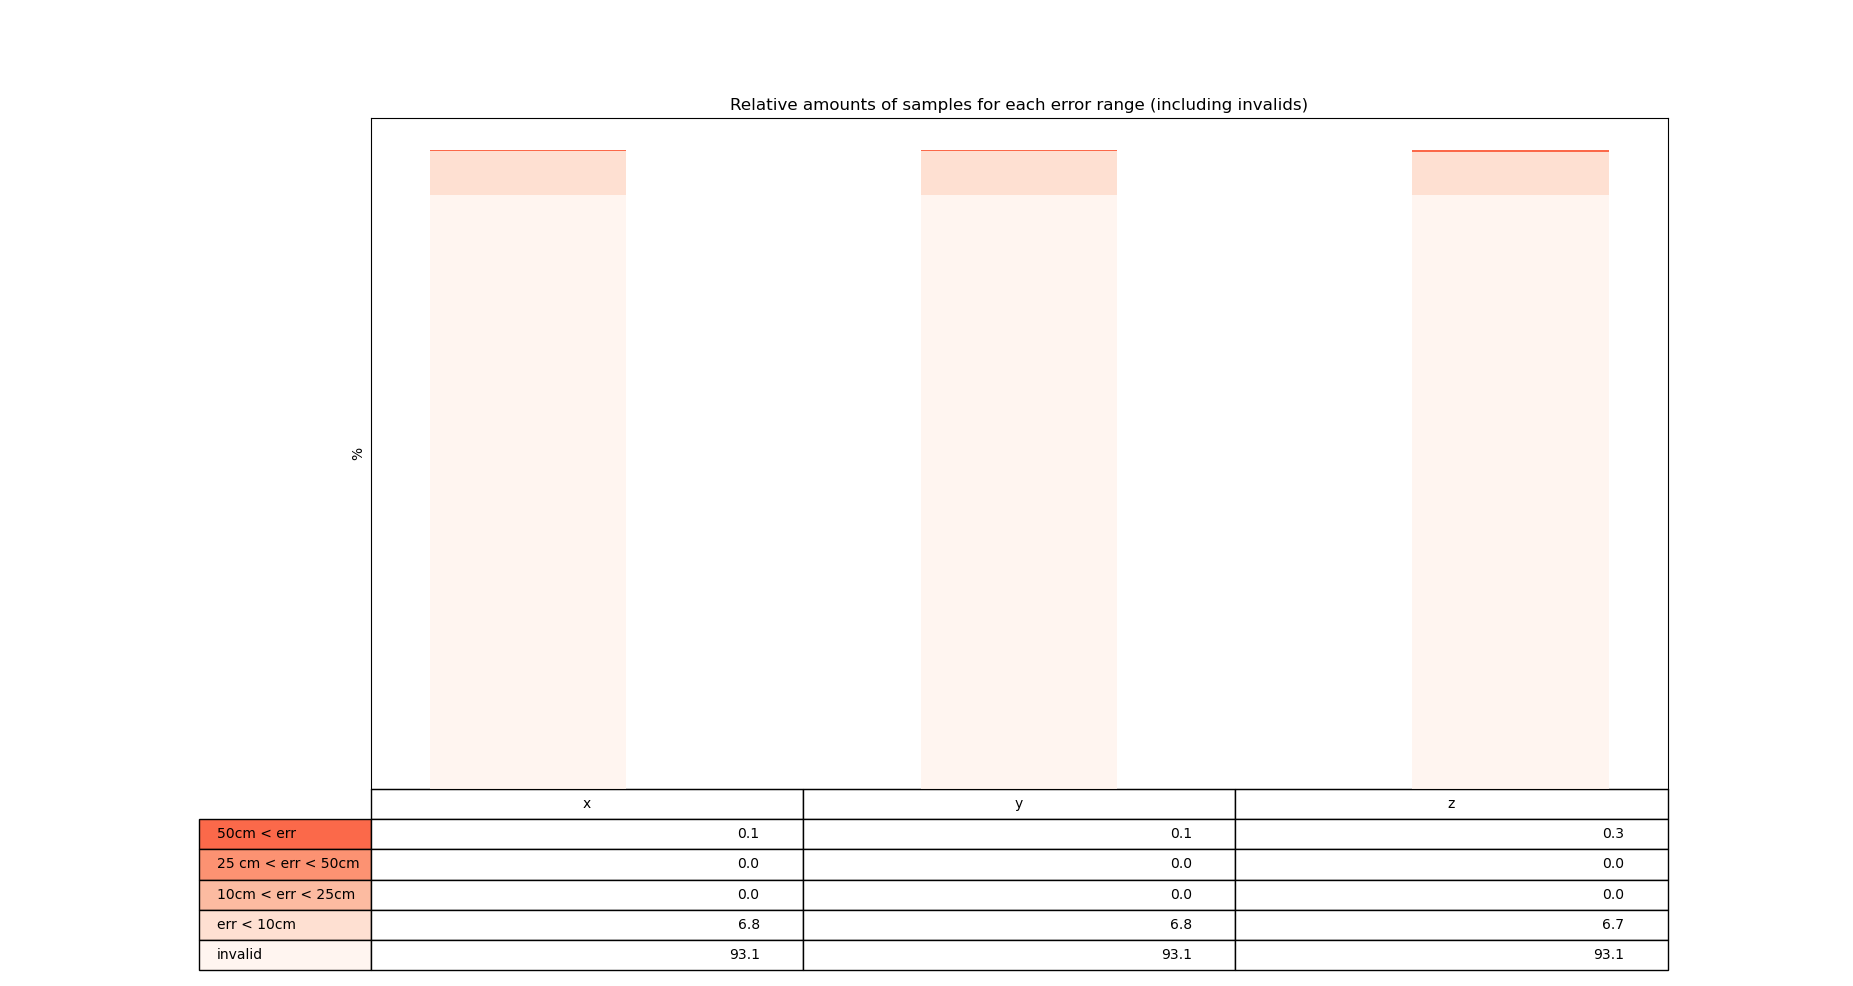 Relative amounts of samples for each error range (including invalids)
%
x y z
50cm < err 0.1 0.1 0.3
25 cm < err < 50cm 0.0 0.0 0.0
10cm < err < 25cm 0.0 0.0 0.0
err < 10cm 6.8 6.8 6.7
invalid 93.1 93.1 93.1